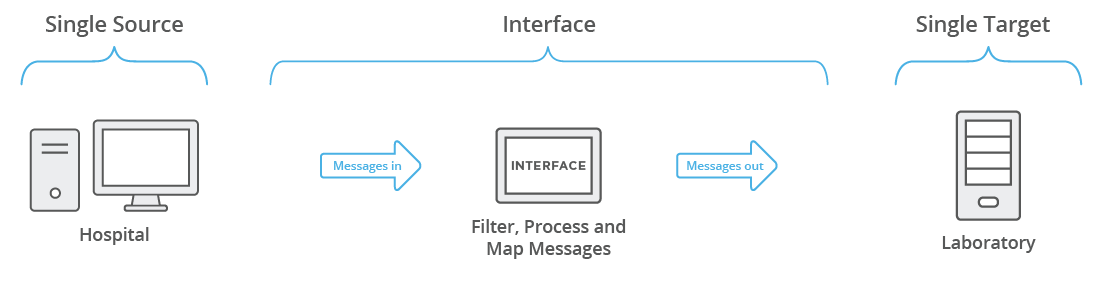 Single Source
Interface
Single Target
Messages in
INTERFACE
Messages out
Hospital
Filter, Process and
Map Messages
Laboratory